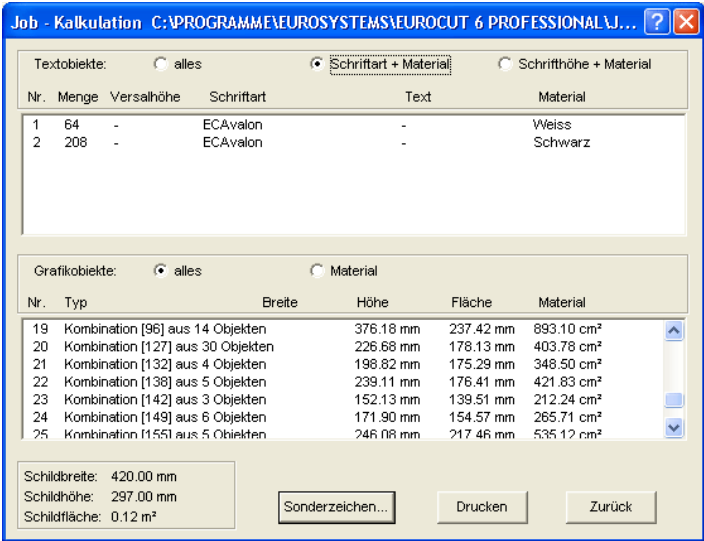 Job - Kalkulation C:\PROGRAMME\EUROSYSTEMS\EUROCUT 6 PROFESSIONAL\J...
Textobjekte: alles Schriftart + Material Schrifthöhe + Material
Nr. Menge Versalhöhe Schriftart Text Material
1 64 - ECAvalon - Weiss
2 208 - ECAvalon - Schwarz
Grafikobjekte: alles Material
Nr. Typ Breite Höhe Fläche Material
19 Kombination [96] aus 14 Objekten 376.18 mm 237.42 mm 893.10 cm²
20 Kombination [127] aus 30 Objekten 226.68 mm 178.13 mm 403.78 cm²
21 Kombination [132] aus 4 Objekten 198.82 mm 175.29 mm 348.50 cm²
22 Kombination [138] aus 5 Objekten 239.11 mm 176.41 mm 421.83 cm²
23 Kombination [142] aus 3 Objekten 152.13 mm 139.51 mm 212.24 cm²
24 Kombination [149] aus 6 Objekten 171.90 mm 154.57 mm 265.71 cm²
25 Kombination [155] aus 5 Objekten 246.08 mm 217.46 mm 535.12 cm²
Schildbreite: 420.00 mm
Schildhöhe: 297.00 mm
Schildfläche: 0.12 m²
Sonderzeichen... Drucken Zurück